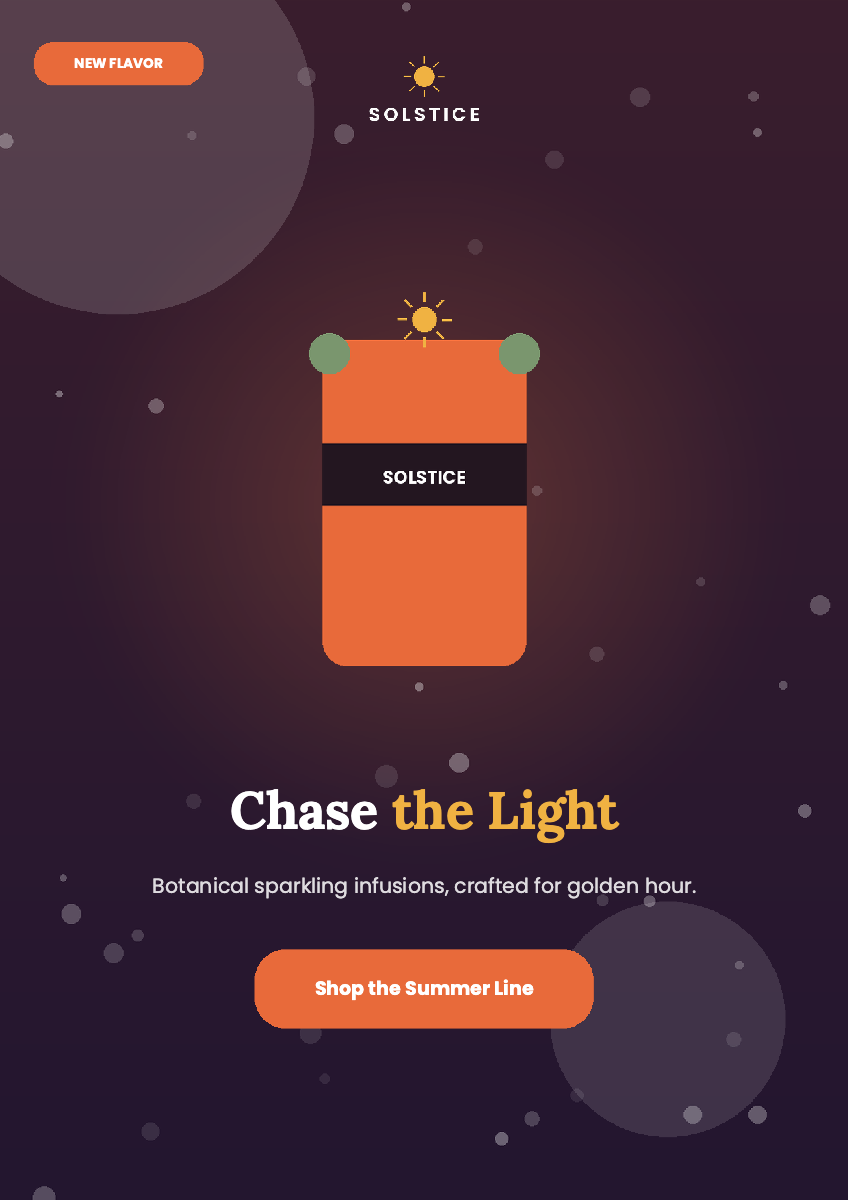 NEW FLAVOR
SOLSTICE
SOLSTICE
Chase the Light
Botanical sparkling infusions, crafted for golden hour.
Shop the Summer Line